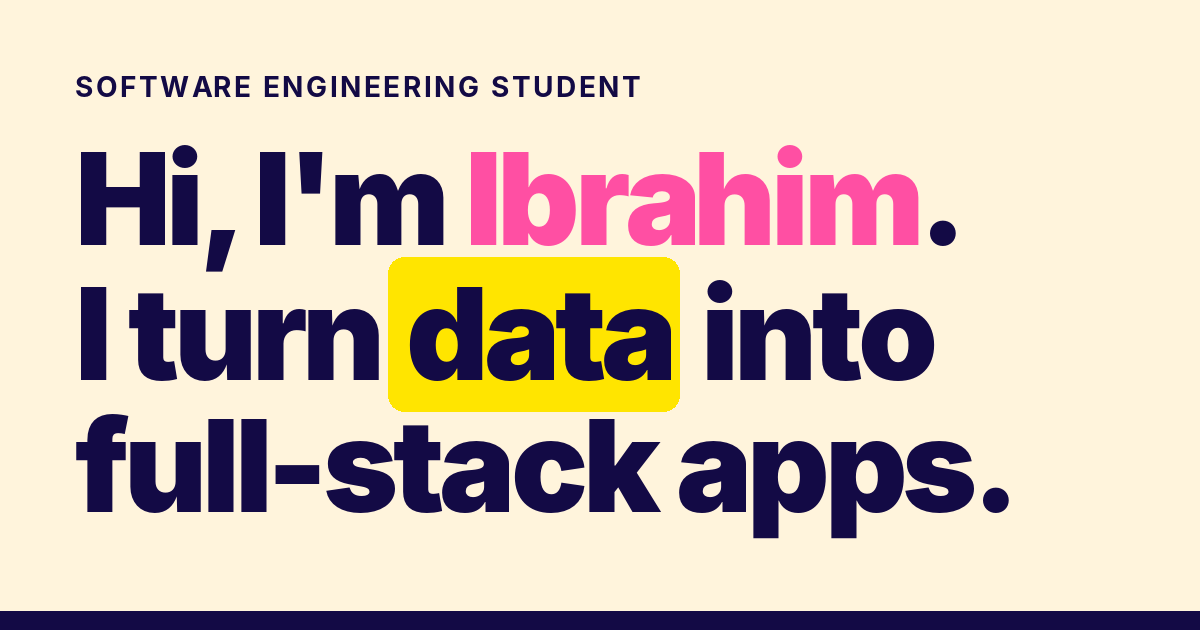 SOFTWARE ENGINEERING STUDENT
Hi, I'm Ibrahim.
I turn data into
full-stack apps.